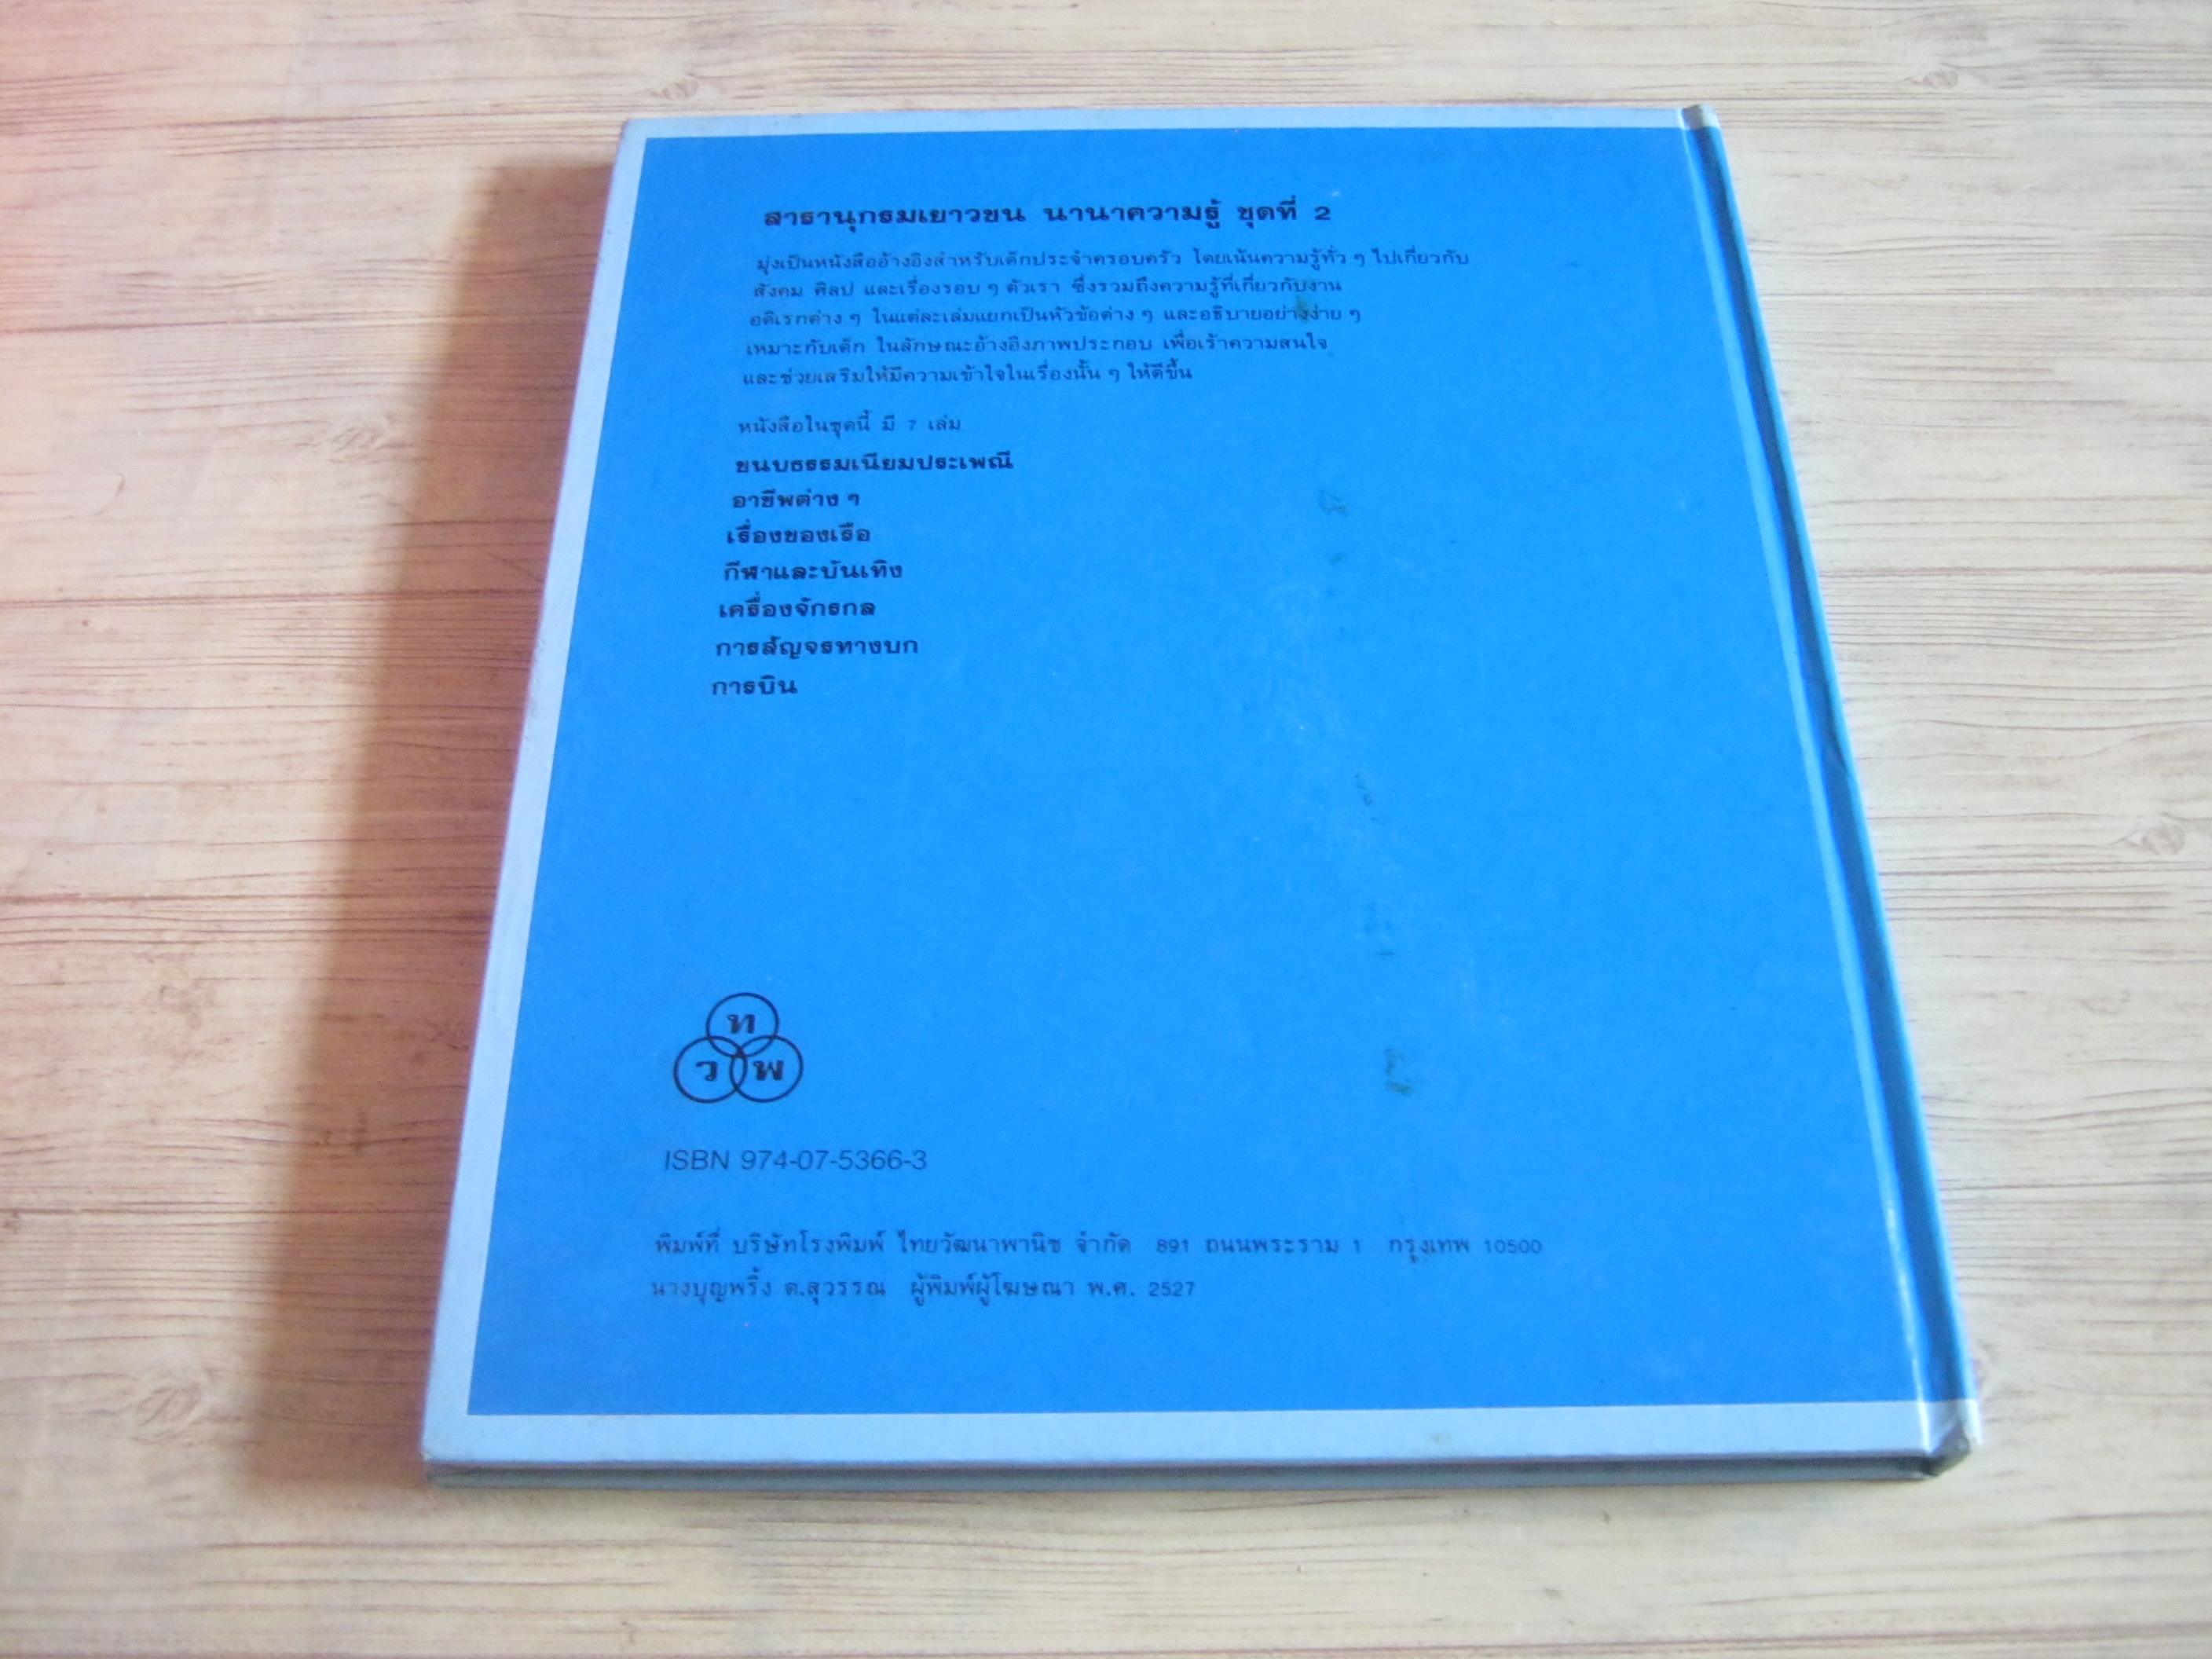 สารานุกรมเยาวชน นานาความรู้ ชุดที่ 2
มุ่งเป็นหนังสืออ้างอิงสำหรับเด็กประจำครอบครัว โดยเน้นความรู้ทั่ว ๆ ไปเกี่ยวกับ
สังคม ศิลป และเรื่องรอบ ๆ ตัวเรา ซึ่งรวมถึงความรู้ที่เกี่ยวกับงาน
อดิเรกต่าง ๆ ในแต่ละเล่มแยกเป็นหัวข้อต่าง ๆ และอธิบายอย่างง่าย ๆ
เหมาะกับเด็ก ในลักษณะอ้างอิงภาพประกอบ เพื่อเร้าความสนใจ
และช่วยเสริมให้มีความเข้าใจในเรื่องนั้น ๆ ให้ดีขึ้น
หนังสือในชุดนี้ มี 7 เล่ม
ขนบธรรมเนียมประเพณี
อาชีพต่าง ๆ
เรื่องของเรือ
กีฬาและบันเทิง
เครื่องจักรกล
การสัญจรทางบก
การบิน
ท
ว พ
ISBN 974-07-5366-3
พิมพ์ที่ บริษัทโรงพิมพ์ ไทยวัฒนาพานิช จำกัด 891 ถนนพระราม 1 กรุงเทพ 10500
นางบุญพริ้ง ต.สุวรรณ ผู้พิมพ์ผู้โฆษณา พ.ศ. 2527